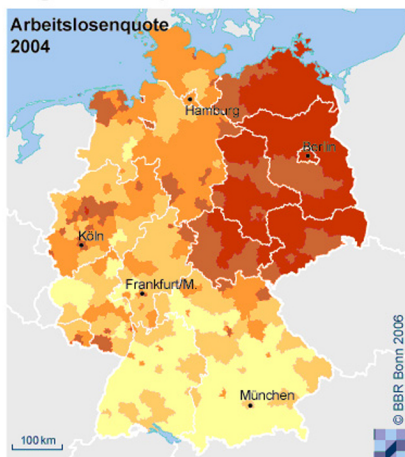 Arbeitslosenquote
2004
Hamburg
Berlin
Köln
Frankfurt/M.
München
100 km
© BBR Bonn 2006